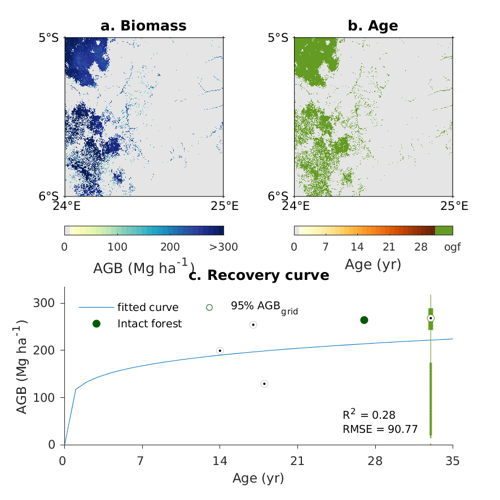 a. Biomass
b. Age
5°S
5°S
6°S
6°S
24°E
25°E
24°E
25°E
0
100
200
>300
0
7
14
21
28
ogf
AGB (Mg ha-1)
Age (yr)
c. Recovery curve
fitted curve
Intact forest
95% AGBgrid
300
200
100
0
AGB (Mg ha-1)
R2 = 0.28
RMSE = 90.77
0
7
14
21
28
35
Age (yr)